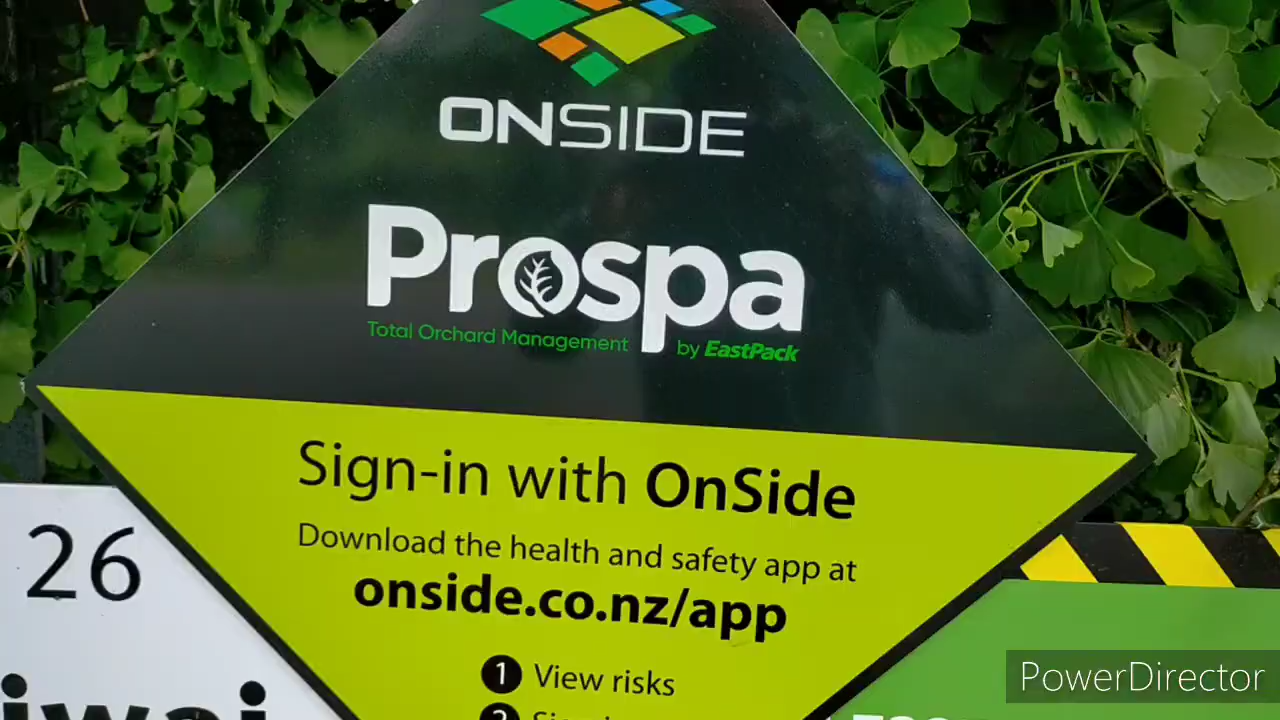 ONSIDE
Prospa
Total Orchard Management by EastPack
Sign-in with OnSide
Download the health and safety app at
onside.co.nz/app
1 View risks
2
26
PowerDirector